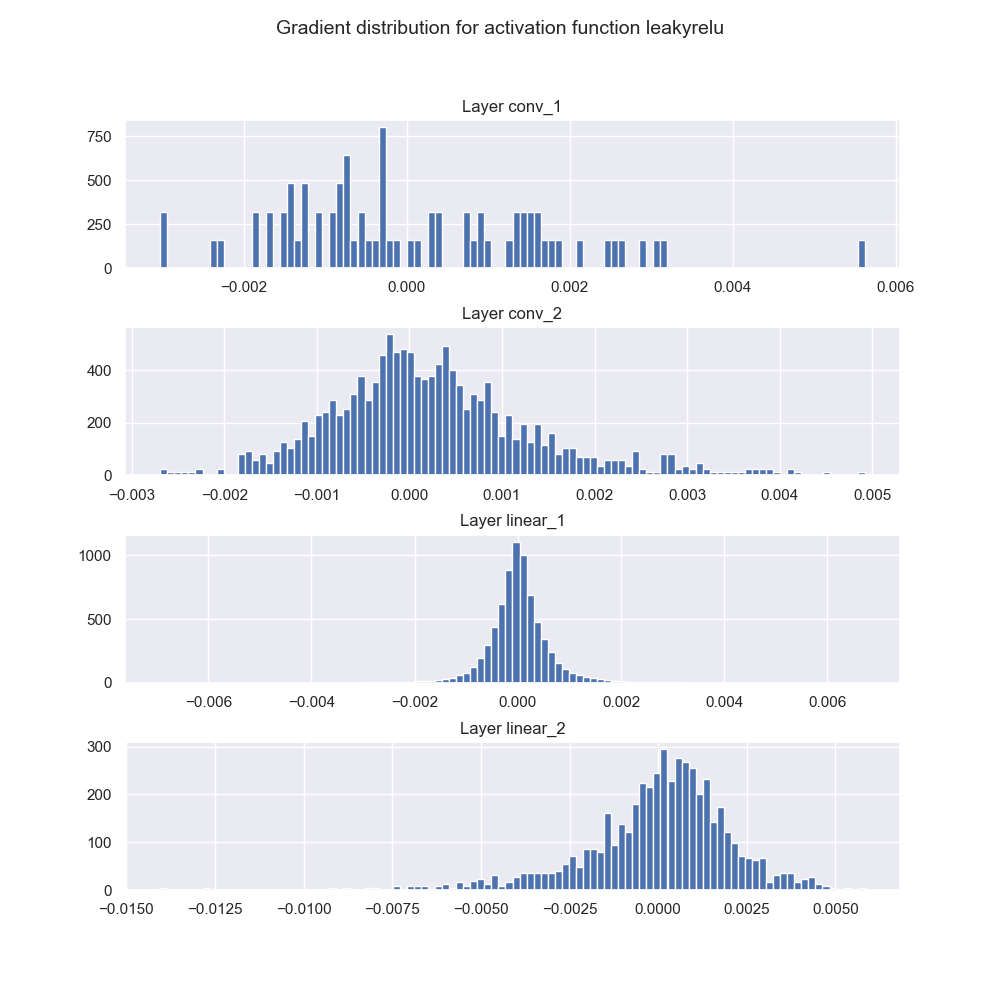 Gradient distribution for activation function leakyrelu
Layer conv_1
750
500
250
0
−0.002 0.000 0.002 0.004 0.006
Layer conv_2
400
200
0
−0.003 −0.002 −0.001 0.000 0.001 0.002 0.003 0.004 0.005
Layer linear_1
1000
500
0
−0.006 −0.004 −0.002 0.000 0.002 0.004 0.006
Layer linear_2
300
200
100
0
−0.0150 −0.0125 −0.0100 −0.0075 −0.0050 −0.0025 0.0000 0.0025 0.0050